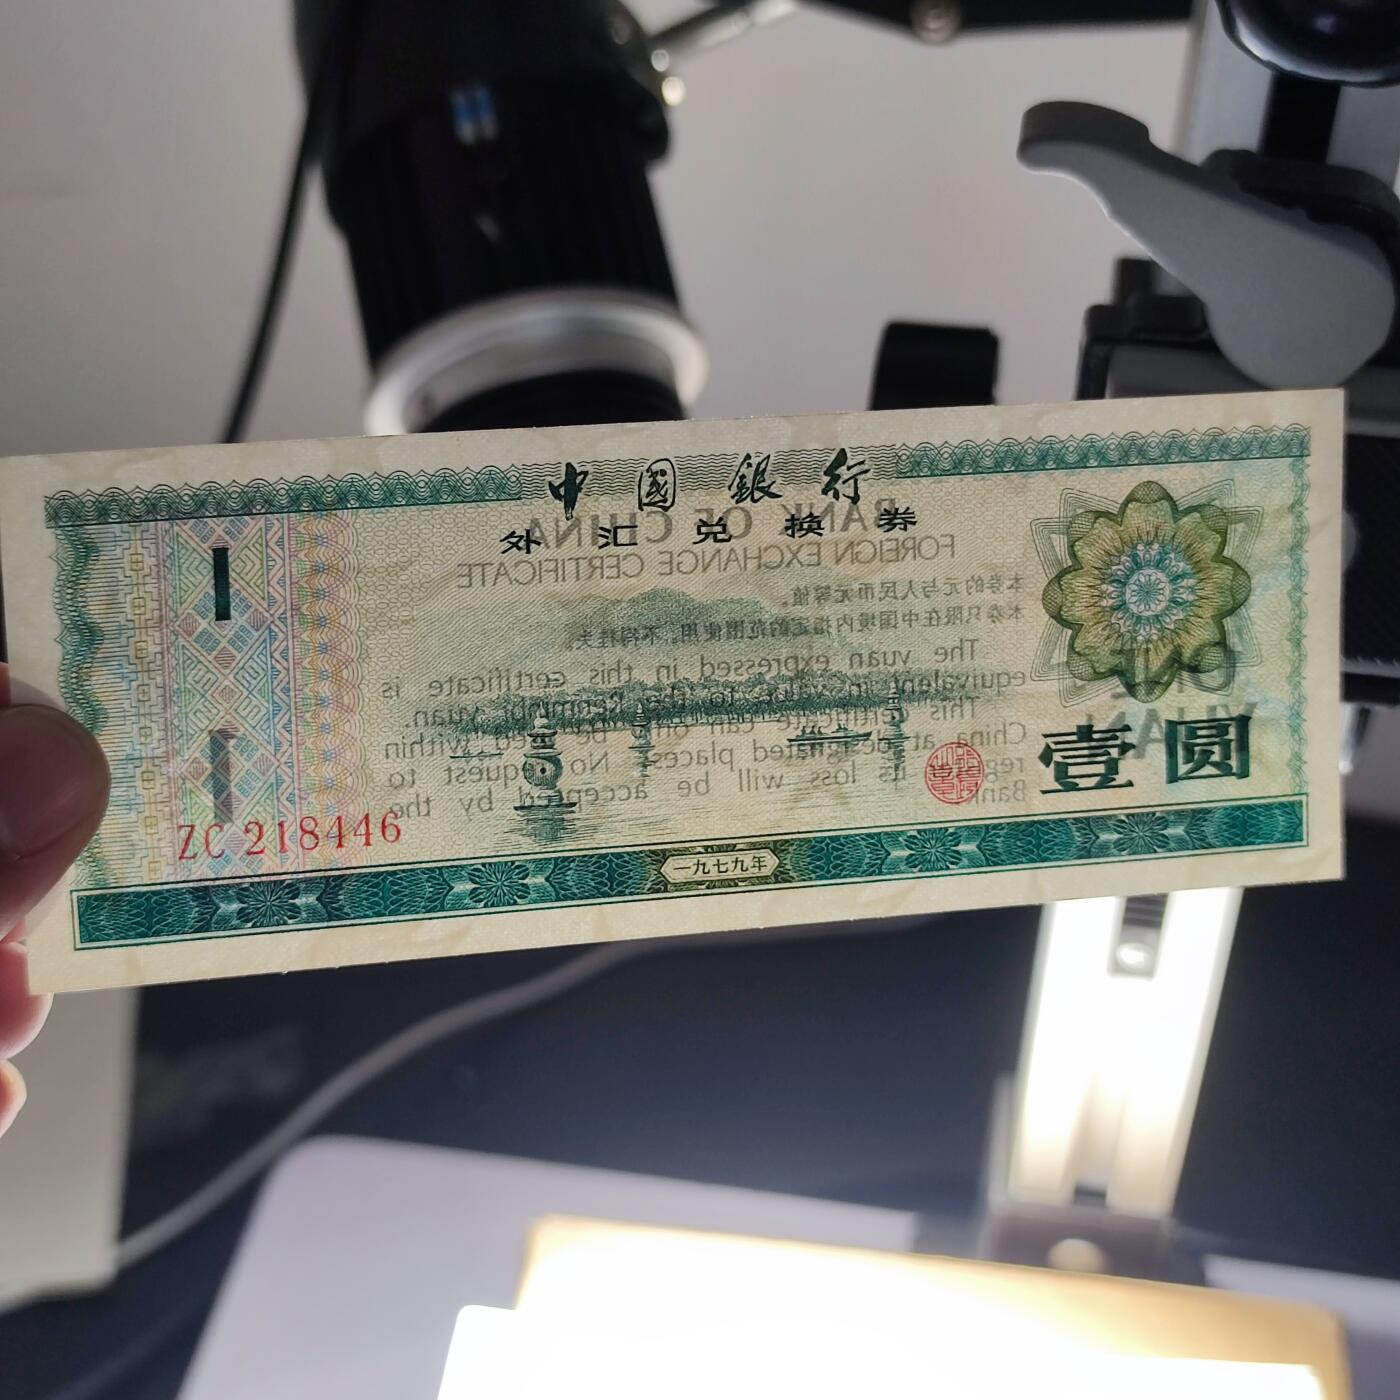 中國銀行
外汇兑换券
BANK OF CHINA
FOREIGN EXCHANGE CERTIFICATE
本券的元与人民币元等值。
本券只限在中国境内指定的范围使用，不得挂失。
The yuan expressed in this certificate is
equivalent in value to the Renminbi yuan.
This certificate can only be used within
China at designated places. No request to
its loss will be accepted by the
Bank
YUAN
壹圆
ZC 218446
一九七九年